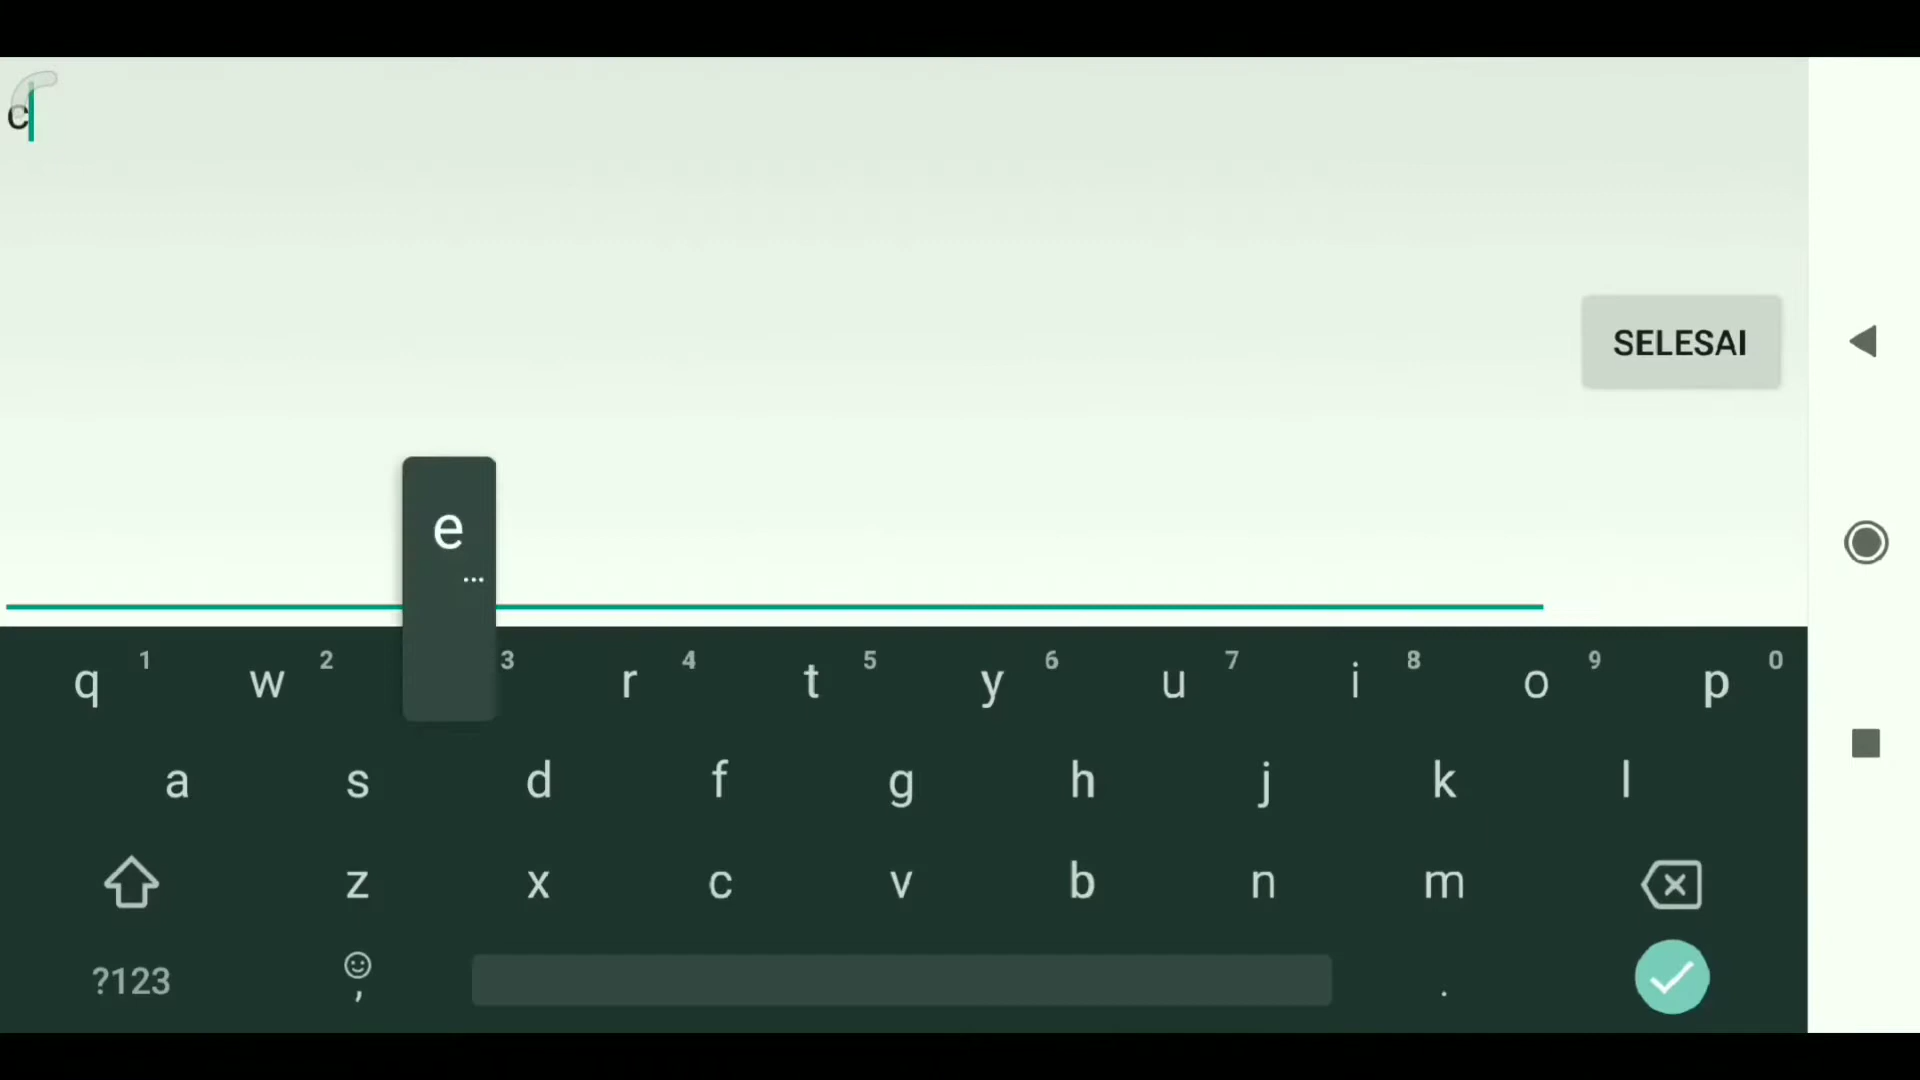 c
SELESAI
e
...
q 1 w 2 3 r 4 t 5 y 6 u 7 i 8 o 9 p 0
a s d f g h j k l
z x c v b n m
?123 , .